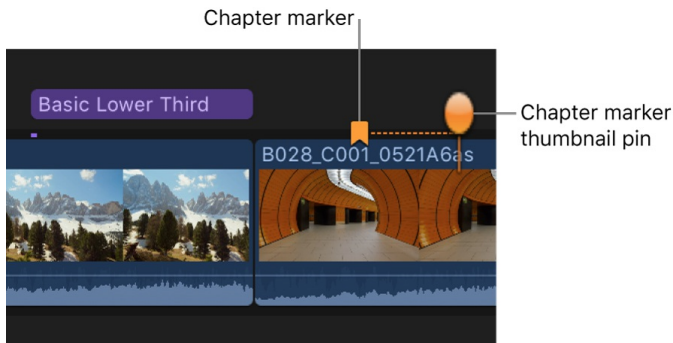 Chapter marker
Basic Lower Third
Chapter marker
thumbnail pin
B028_C001_0521A6as